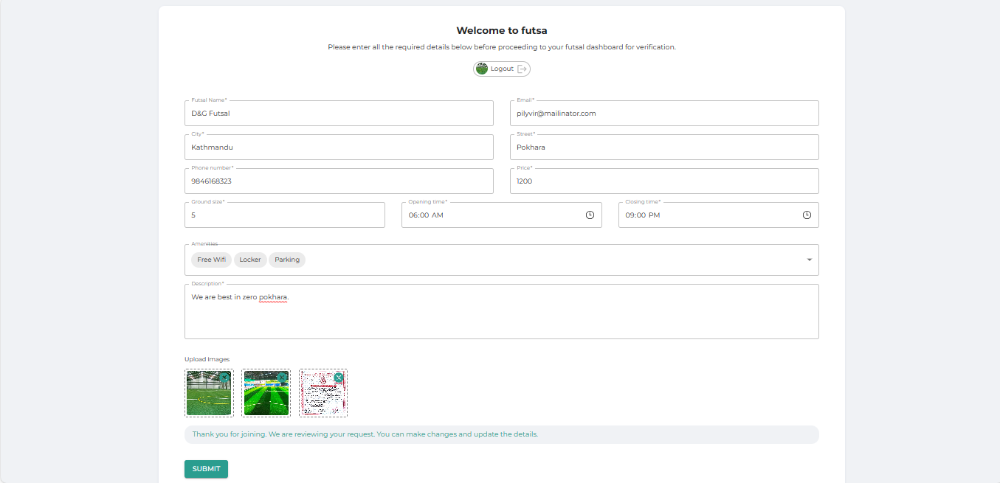 Welcome to futsa
Please enter all the required details below before proceeding to your futsal dashboard for verification.
Logout
Futsal Name*
D&G Futsal
Email*
pilyvir@mailinator.com
City*
Kathmandu
Street*
Pokhara
Phone number*
9846168323
Price*
1200
Ground size*
5
Opening time*
06:00 AM
Closing time*
09:00 PM
Amenities
Free Wifi Locker Parking
Description*
We are best in zero pokhara.
Upload Images
Thank you for joining. We are reviewing your request. You can make changes and update the details.
SUBMIT